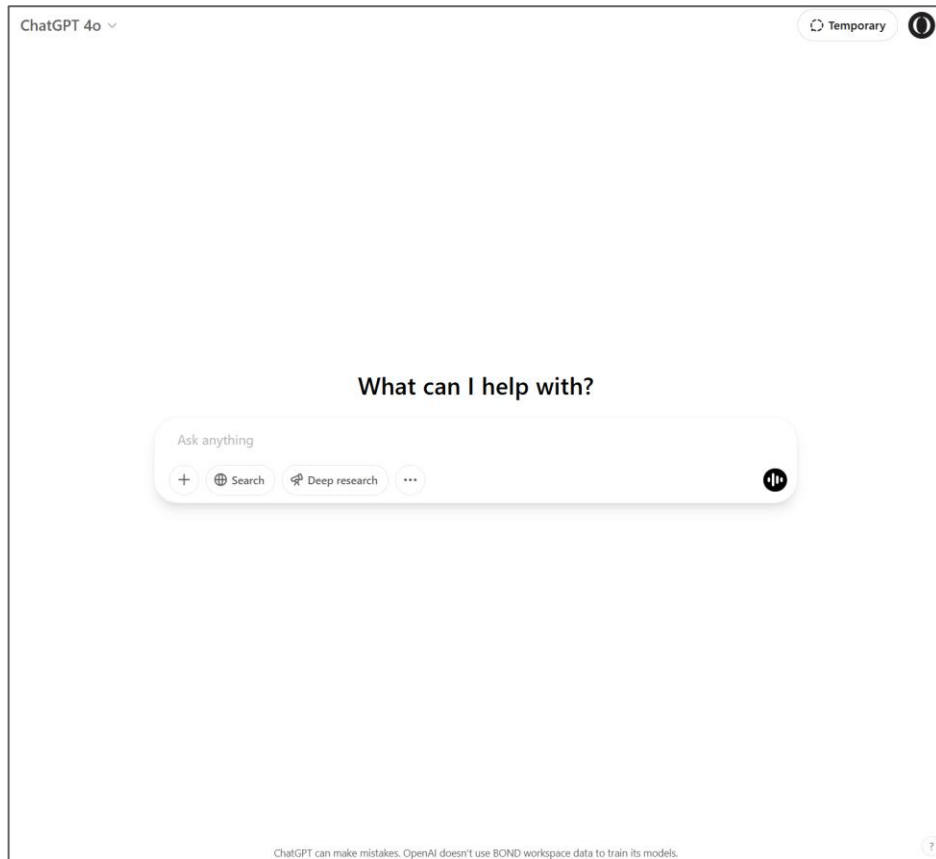 ChatGPT 4o
Temporary
What can I help with?
Ask anything
Search
Deep research
ChatGPT can make mistakes. OpenAI doesn't use BOND workspace data to train its models.
?